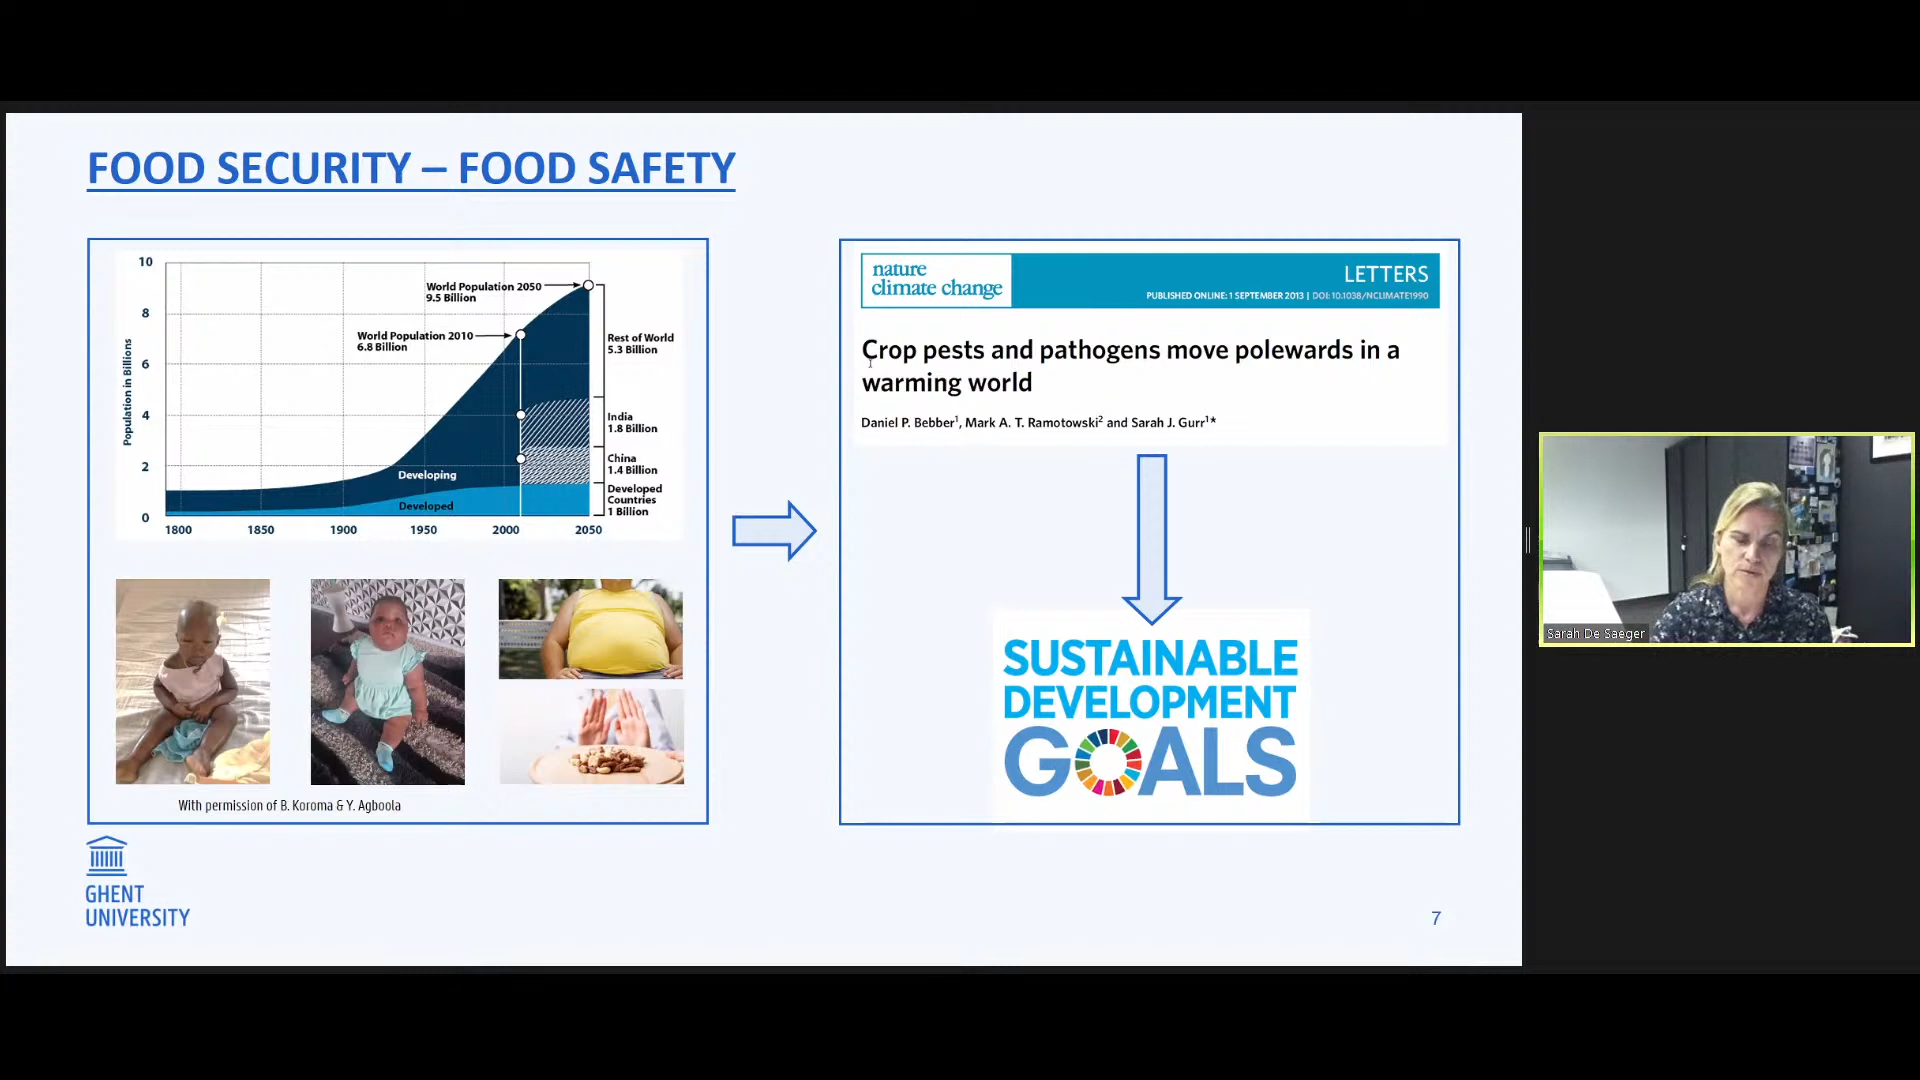 FOOD SECURITY – FOOD SAFETY
10
8
6
4
2
0
Population in Billions
World Population 2050
9.5 Billion
World Population 2010
6.8 Billion
Rest of World
5.3 Billion
India
1.8 Billion
China
1.4 Billion
Developed
Countries
1 Billion
Developing
Developed
1800 1850 1900 1950 2000 2050
With permission of B. Koroma & Y. Agboola
nature
climate change
LETTERS
PUBLISHED ONLINE: 1 SEPTEMBER 2013 | DOI: 10.1038/NCLIMATE1990
Crop pests and pathogens move polewards in a
warming world
Daniel P. Bebber¹, Mark A. T. Ramotowski² and Sarah J. Gurr¹*
SUSTAINABLE
DEVELOPMENT
GOALS
GHENT
UNIVERSITY
7
Sarah De Saeger